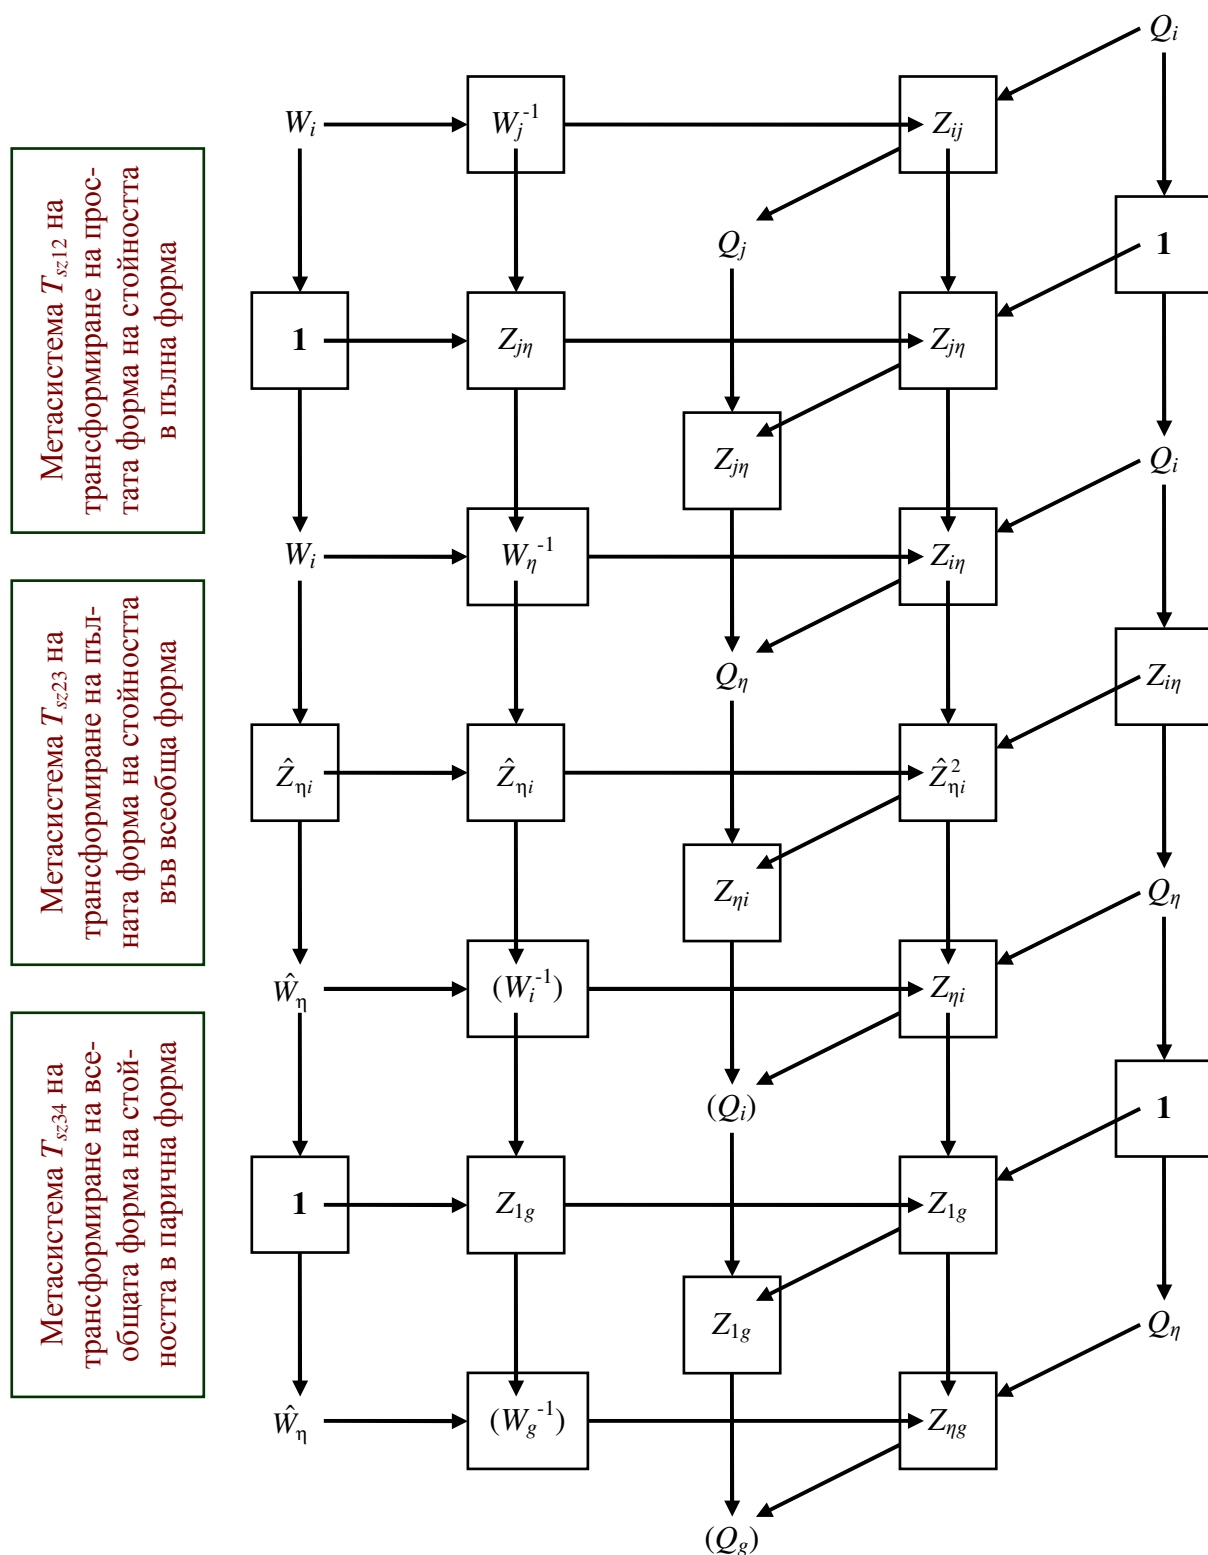 Q_i
W_i
W_j^-1
Z_ij
Q_j
1
1
Z_jη
Z_jη
Z_jη
Q_i
W_i
W_η^-1
Z_iη
Q_η
Z_iη
Ẑ_ηi
Ẑ_ηi
Ẑ_ηi^2
Z_ηi
Q_η
Ŵ_η
(W_i^-1)
Z_ηi
(Q_i)
1
1
Z_1g
Z_1g
Z_1g
Q_η
Ŵ_η
(W_g^-1)
Z_ηg
(Q_g)
Метасистема T_sz12 на
трансформиране на прос-
тата форма на стойността
в пълна форма
Метасистема T_sz23 на
трансформиране на пъл-
ната форма на стойността
във всеобща форма
Метасистема T_sz34 на
трансформиране на все-
общата форма на стой-
ността в парична форма